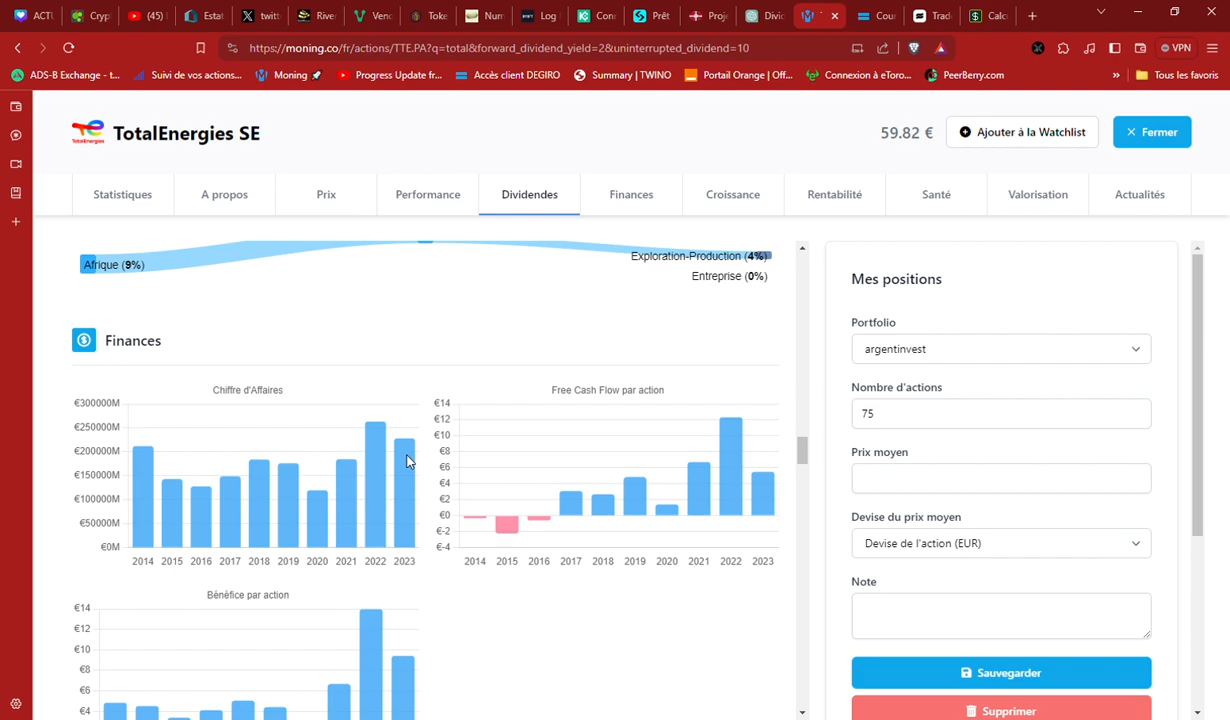 ACTU
Cryp
(45)
Estat
twitt
River
Venc
Toke
Num
Log
Conn
Prêt
Proje
Divic
Cour
Trade
Calc
https://moning.co/fr/actions/TTE.PA?q=total&forward_dividend_yield=2&uninterrupted_dividend=10
VPN
ADS-B Exchange - t...
Suivi de vos actions...
Moning 🚀
Progress Update fr...
Accès client DEGIRO
Summary | TWINO
Portail Orange | Off...
Connexion à eToro...
PeerBerry.com
»
Tous les favoris
TotalEnergies
TotalEnergies SE
59.82 €
Ajouter à la Watchlist
Fermer
Statistiques
A propos
Prix
Performance
Dividendes
Finances
Croissance
Rentabilité
Santé
Valorisation
Actualités
Afrique (9%)
Exploration-Production (4%)
Entreprise (0%)
Finances
Chiffre d'Affaires
€300000M
€250000M
€200000M
€150000M
€100000M
€50000M
€0M
2014 2015 2016 2017 2018 2019 2020 2021 2022 2023
Free Cash Flow par action
€14
€12
€10
€8
€6
€4
€2
€0
€-2
€-4
2014 2015 2016 2017 2018 2019 2020 2021 2022 2023
Bénéfice par action
€14
€12
€10
€8
€6
€4
Mes positions
Portfolio
argentinvest
Nombre d'actions
75
Prix moyen
Devise du prix moyen
Devise de l'action (EUR)
Note
Sauvegarder
Supprimer